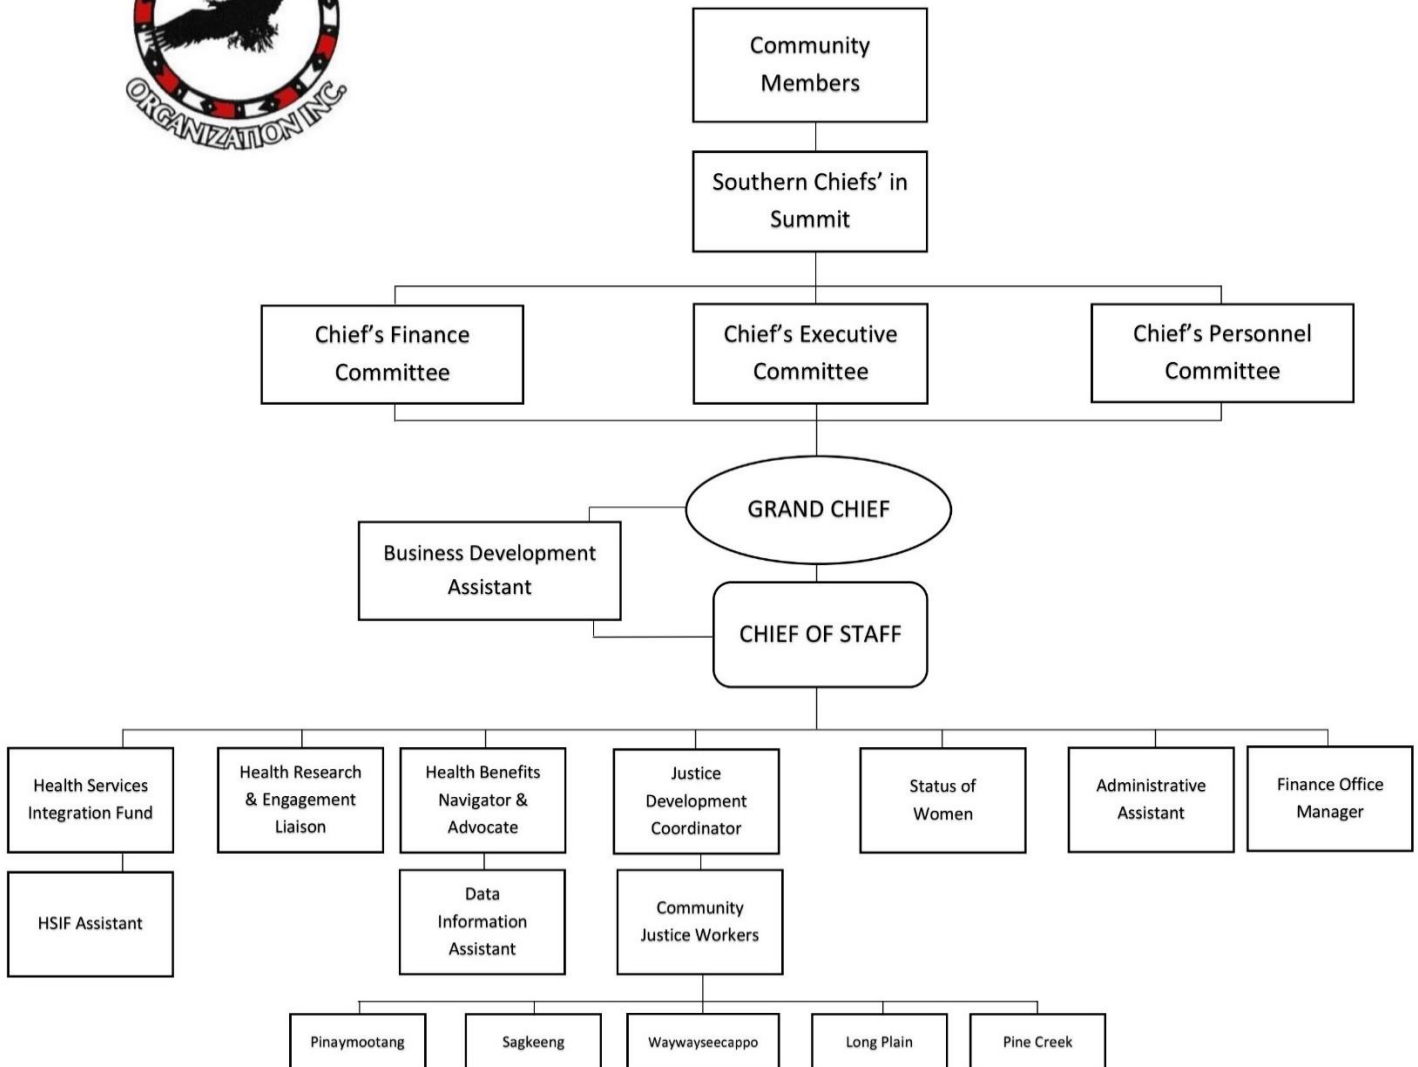 ORGANIZATION INC.
Community
Members
Southern Chiefs’ in
Summit
Chief’s Finance
Committee
Chief’s Executive
Committee
Chief’s Personnel
Committee
GRAND CHIEF
Business Development
Assistant
CHIEF OF STAFF
Health Services
Integration Fund
Health Research
& Engagement
Liaison
Health Benefits
Navigator &
Advocate
Justice
Development
Coordinator
Status of
Women
Administrative
Assistant
Finance Office
Manager
HSIF Assistant
Data
Information
Assistant
Community
Justice Workers
Pinaymootang
Sagkeeng
Waywayseecappo
Long Plain
Pine Creek